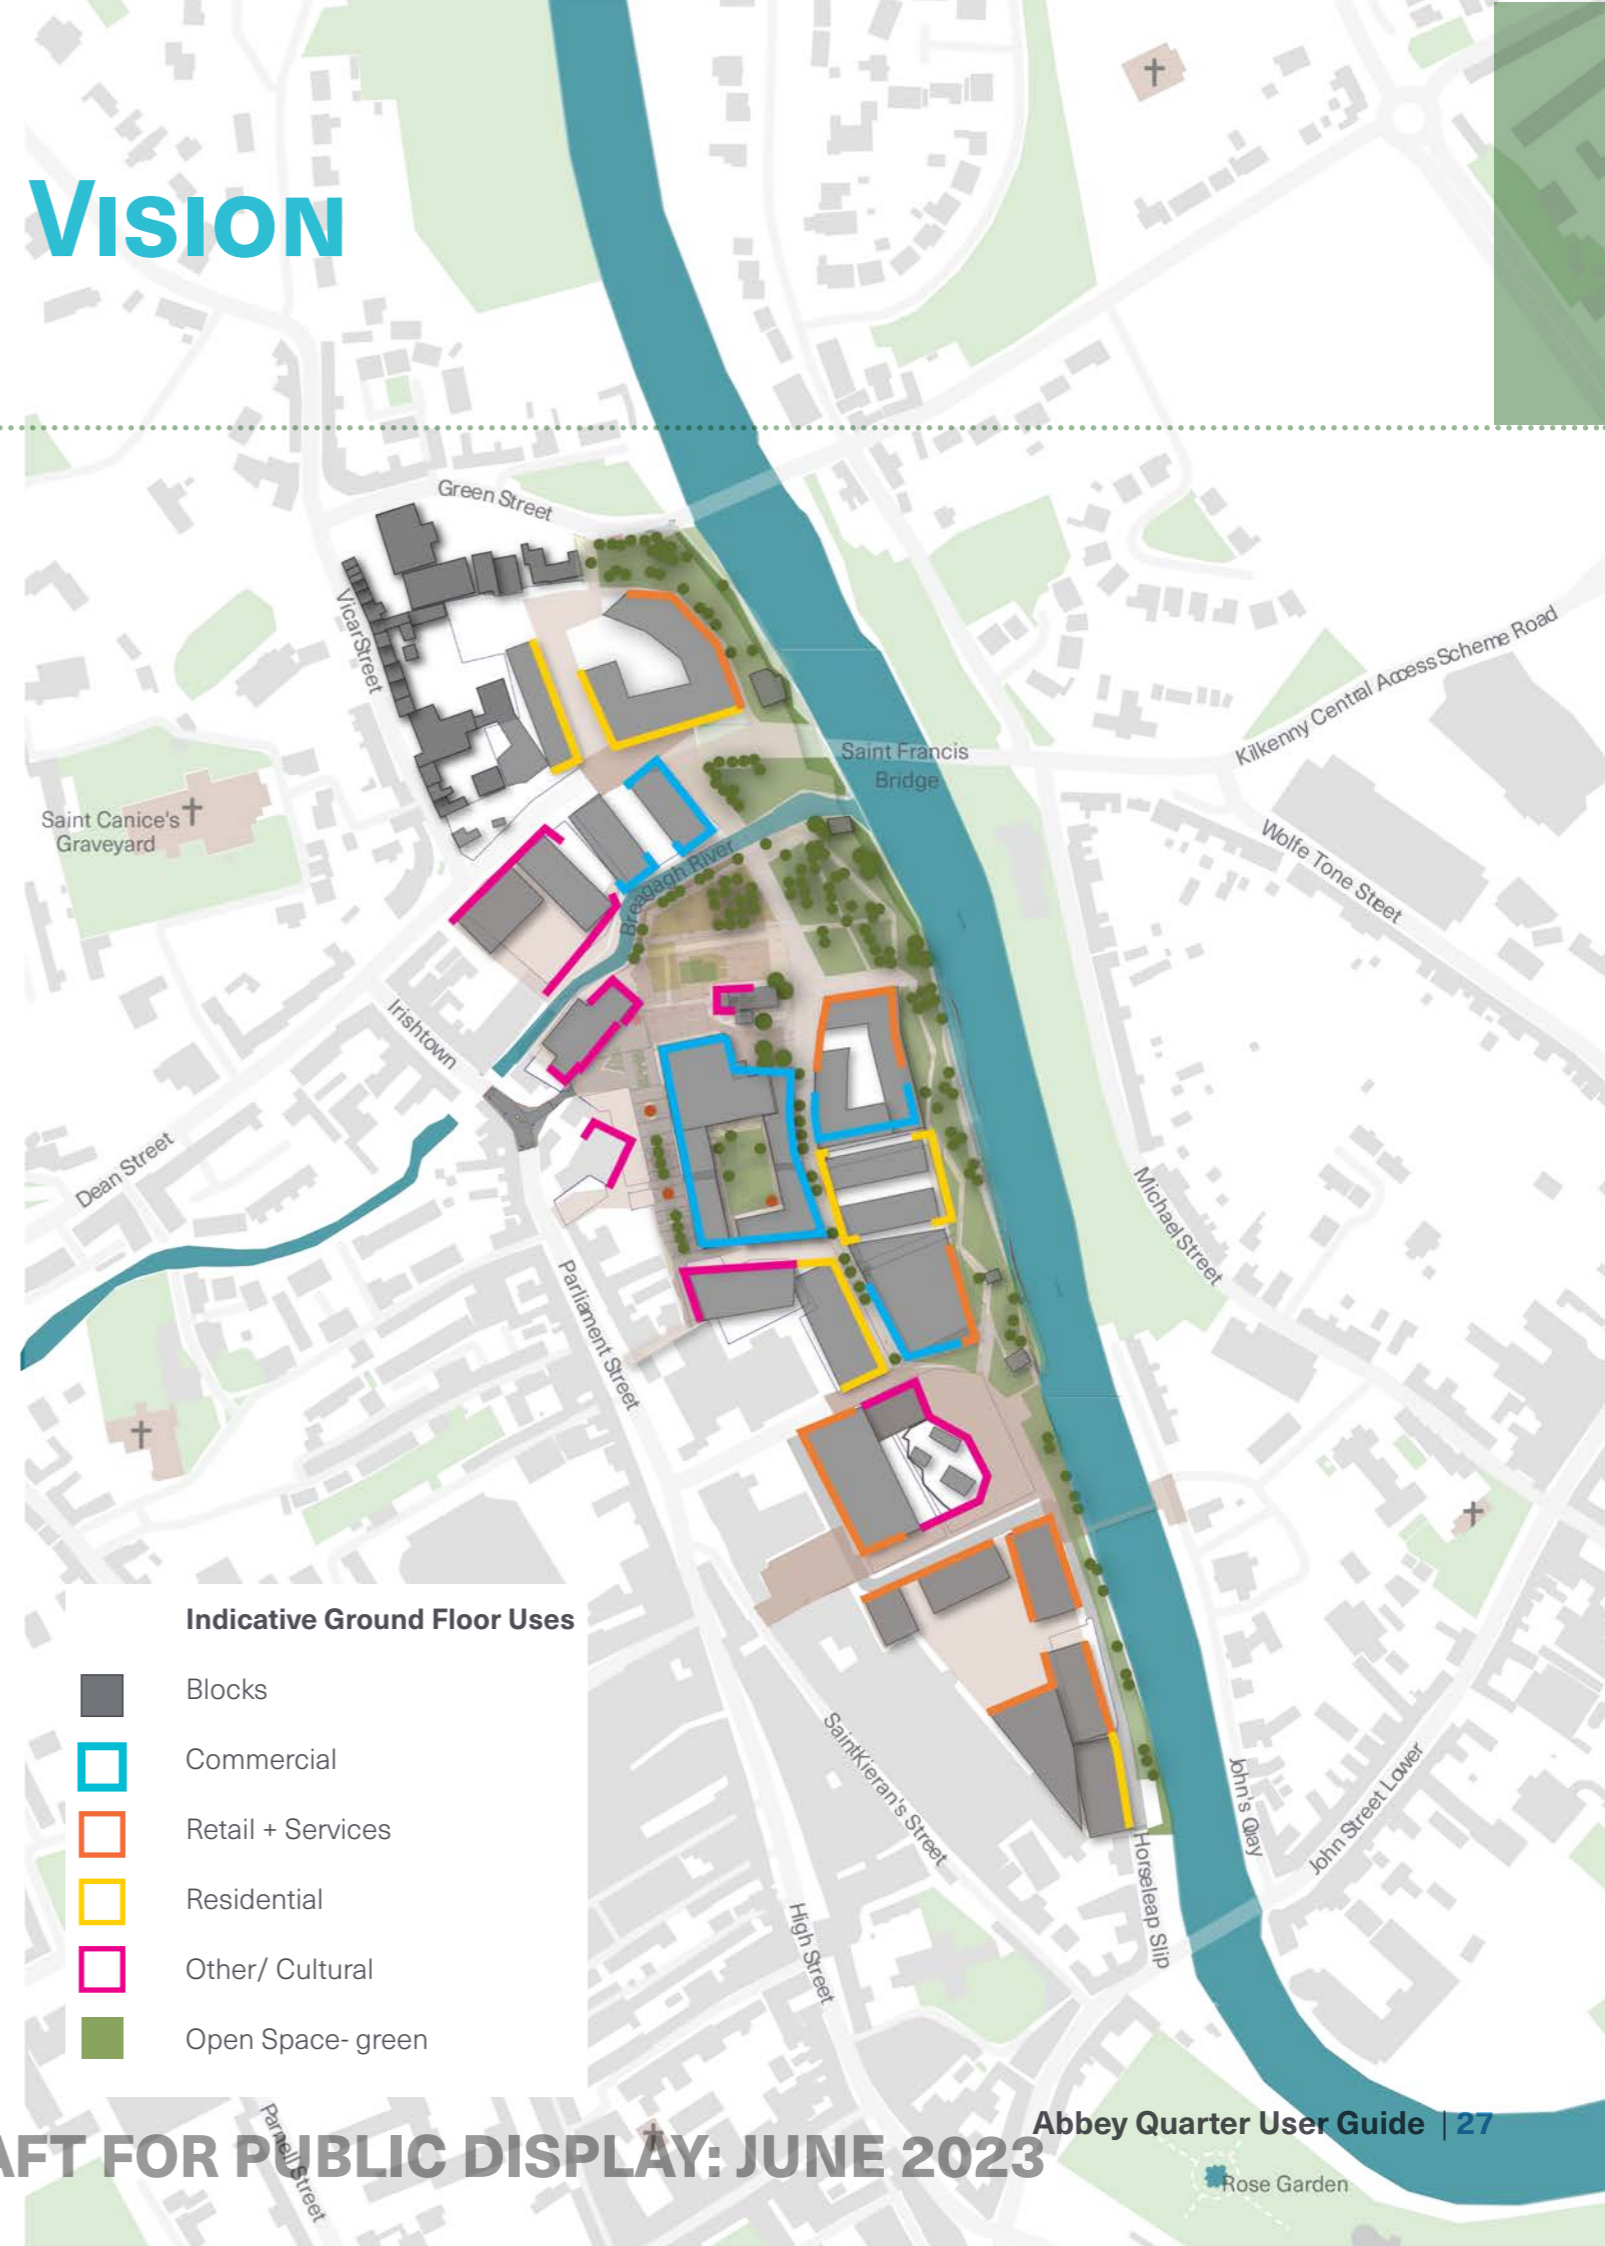 VISION
Green Street
Vicar Street
Kilkenny Central Access Scheme Road
Saint Francis
Bridge
Saint Canice's
Graveyard
Wolfe Tone Street
Breagagh River
Irishtown
Dean Street
Michael Street
Parliament Street
Indicative Ground Floor Uses
Blocks
Commercial
Retail + Services
Residential
Other/ Cultural
Open Space- green
Saint Kieran's Street
John's Quay
John Street Lower
Horseleap Slip
High Street
Parnell Street
Abbey Quarter User Guide | 27
AFT FOR PUBLIC DISPLAY: JUNE 2023
Rose Garden